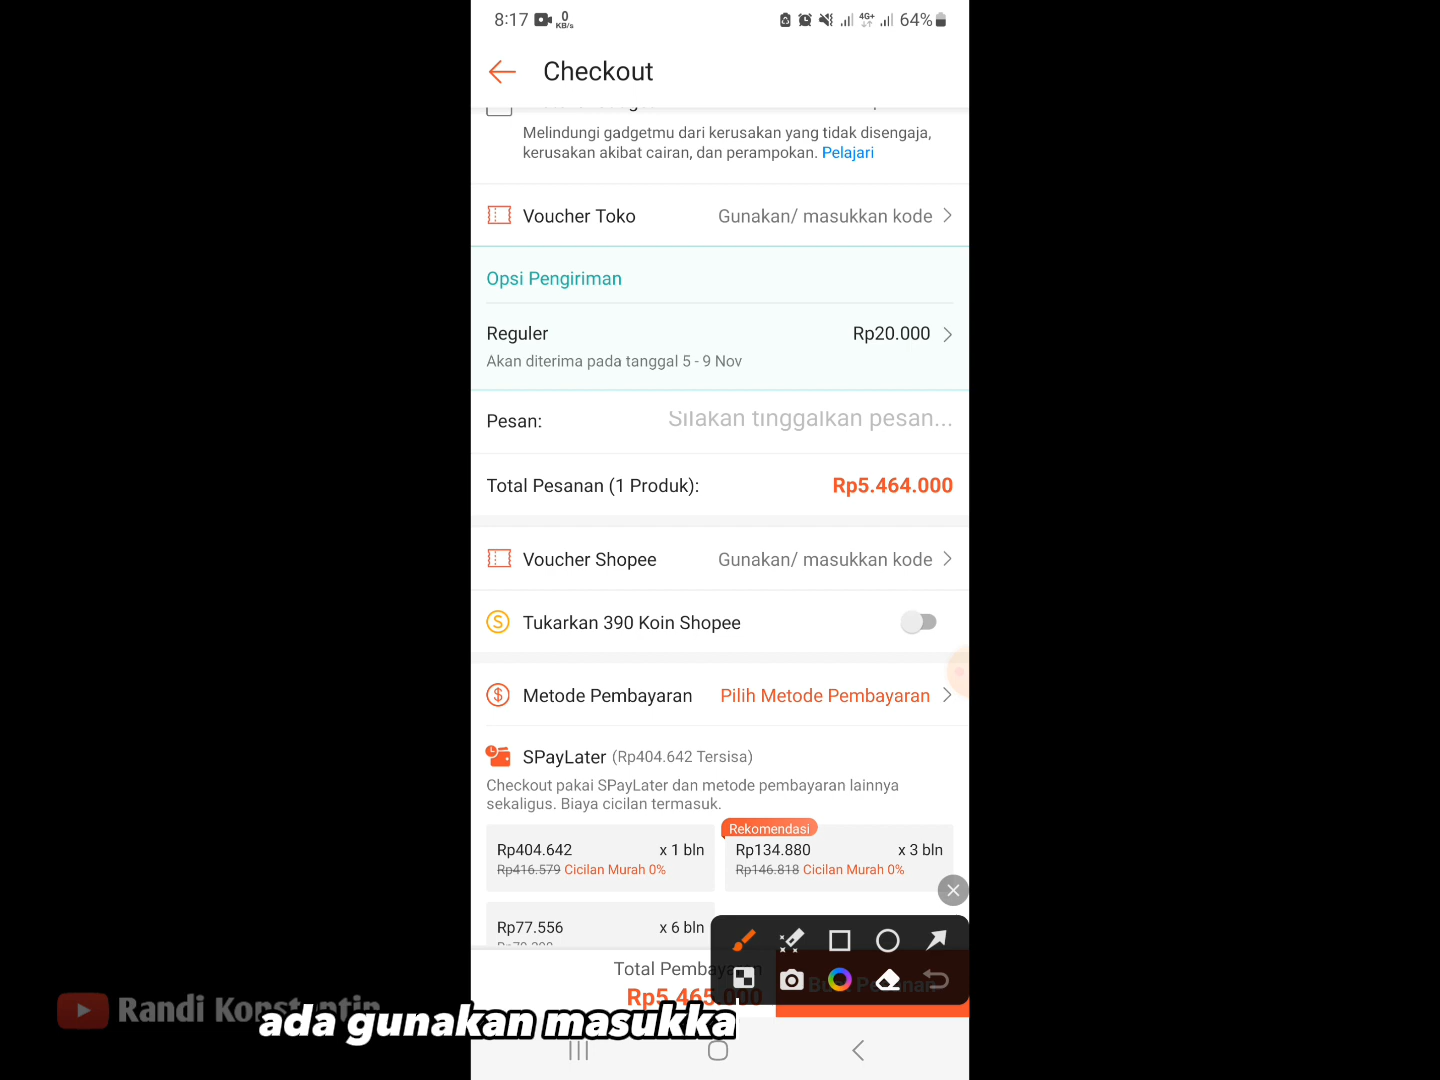 8:17 0 KB/s 4G+ 64%
Checkout
Melindungi gadgetmu dari kerusakan yang tidak disengaja,
kerusakan akibat cairan, dan perampokan. Pelajari
Voucher Toko Gunakan/ masukkan kode
Opsi Pengiriman
Reguler Rp20.000
Akan diterima pada tanggal 5 - 9 Nov
Pesan: Silakan tinggalkan pesan...
Total Pesanan (1 Produk): Rp5.464.000
Voucher Shopee Gunakan/ masukkan kode
Tukarkan 390 Koin Shopee
Metode Pembayaran Pilih Metode Pembayaran
SPayLater (Rp404.642 Tersisa)
Checkout pakai SPayLater dan metode pembayaran lainnya
sekaligus. Biaya cicilan termasuk.
Rekomendasi
Rp404.642 x 1 bln Rp134.880 x 3 bln
Rp416.579 Cicilan Murah 0% Rp146.818 Cicilan Murah 0%
Rp77.556 x 6 bln
Total
Rp5.465.000
Randi Konstantin
ada gunakan masukka